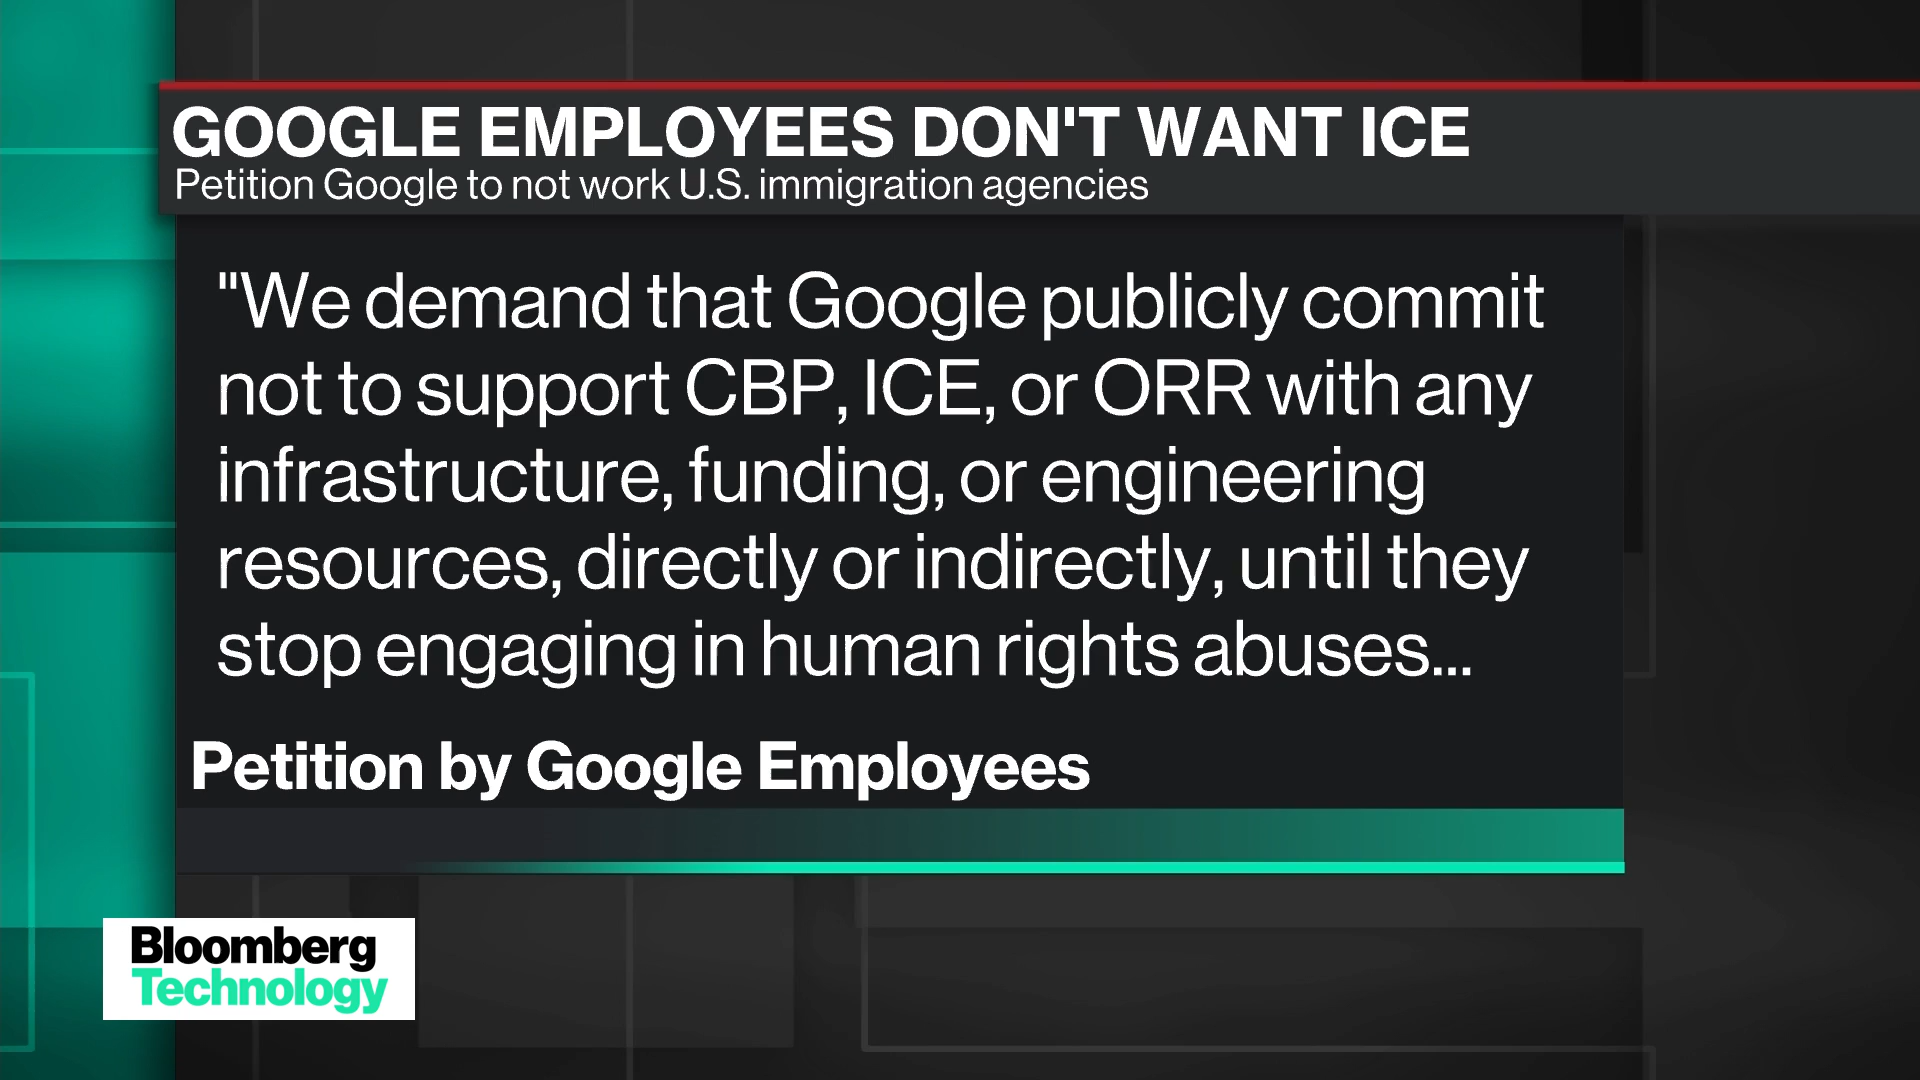 GOOGLE EMPLOYEES DON'T WANT ICE
Petition Google to not work U.S. immigration agencies
"We demand that Google publicly commit
not to support CBP, ICE, or ORR with any
infrastructure, funding, or engineering
resources, directly or indirectly, until they
stop engaging in human rights abuses...
Petition by Google Employees
Bloomberg
Technology